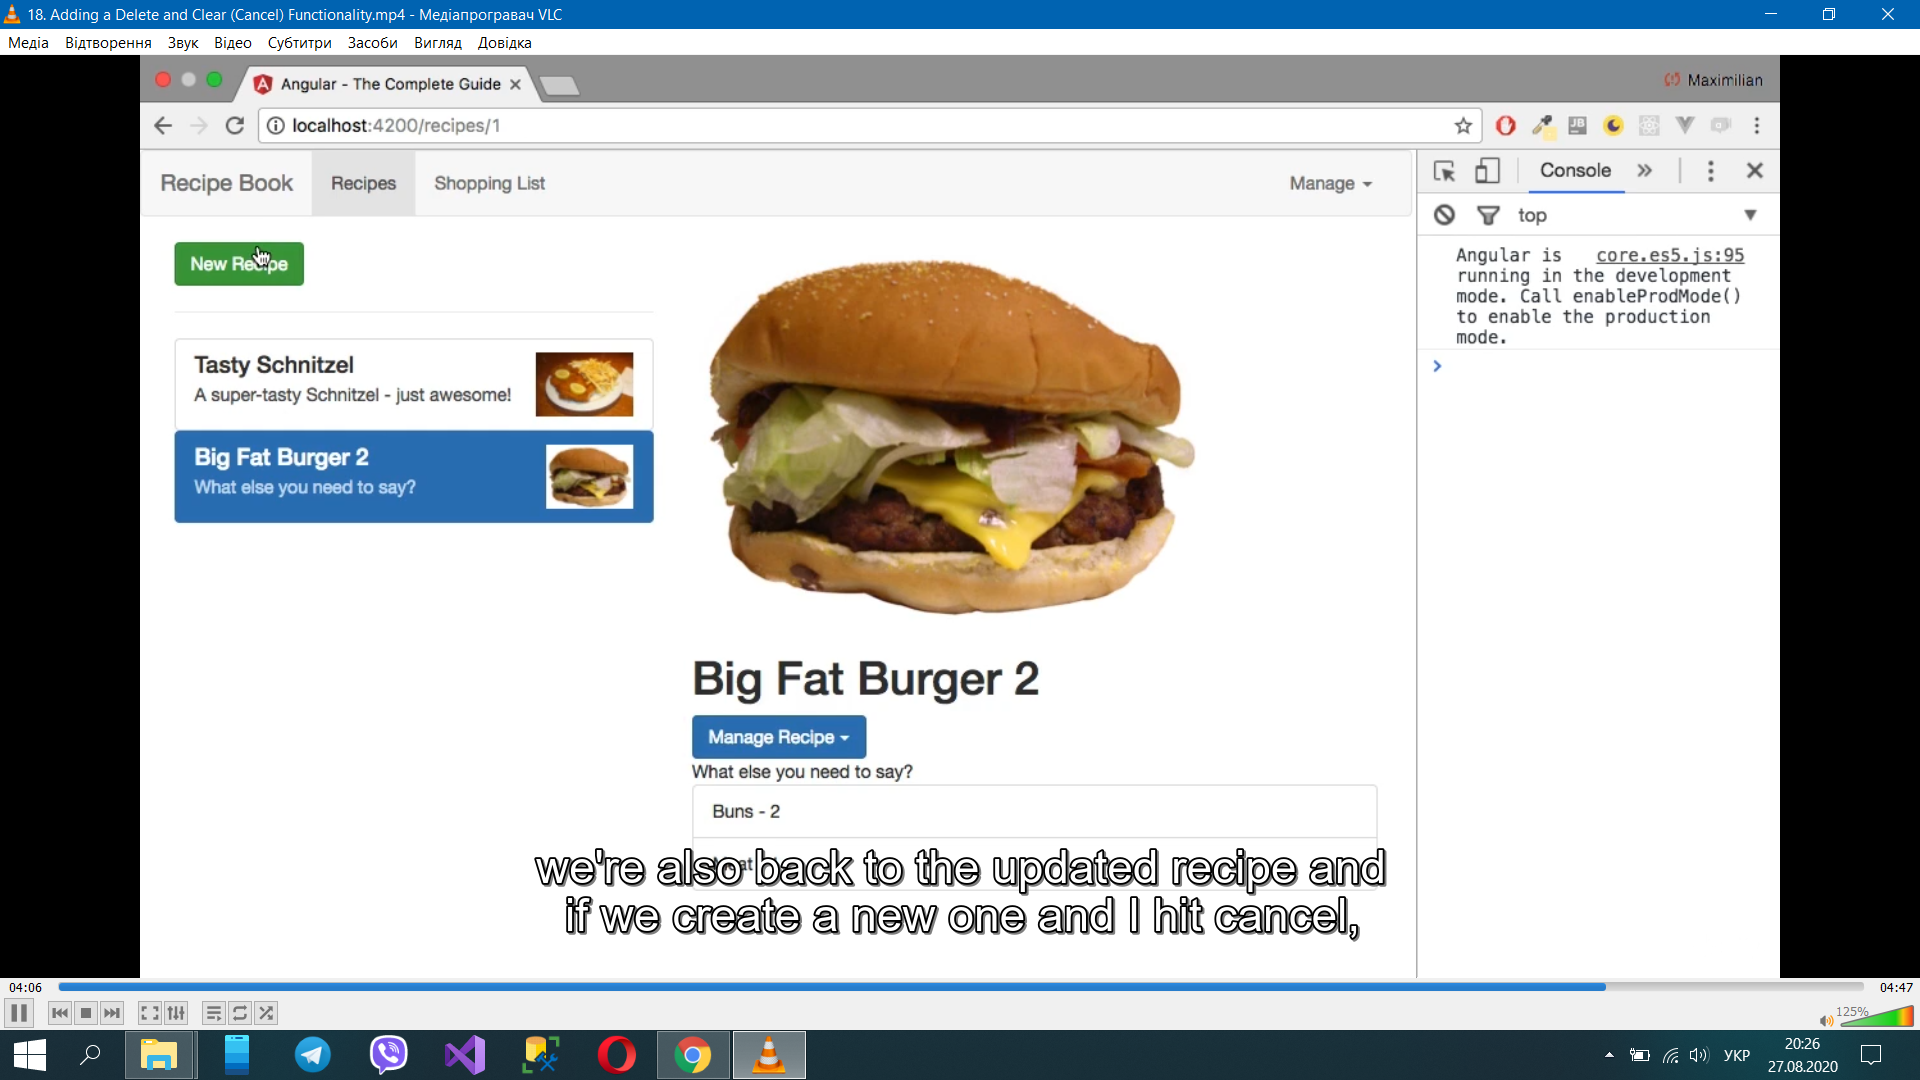 18. Adding a Delete and Clear (Cancel) Functionality.mp4 - Медіапрогравач VLC
Медіа Відтворення Звук Відео Субтитри Засоби Вигляд Довідка
Angular - The Complete Guide
Maximilian
localhost:4200/recipes/1
Recipe Book Recipes Shopping List Manage
Console
top
New Recipe
Angular is core.es5.js:95
running in the development
mode. Call enableProdMode()
to enable the production
mode.
Tasty Schnitzel
A super-tasty Schnitzel - just awesome!
Big Fat Burger 2
What else you need to say?
Big Fat Burger 2
Manage Recipe
What else you need to say?
Buns - 2
we're also back to the updated recipe and
if we create a new one and I hit cancel,
04:06
04:47
125%
УКР
20:26
27.08.2020